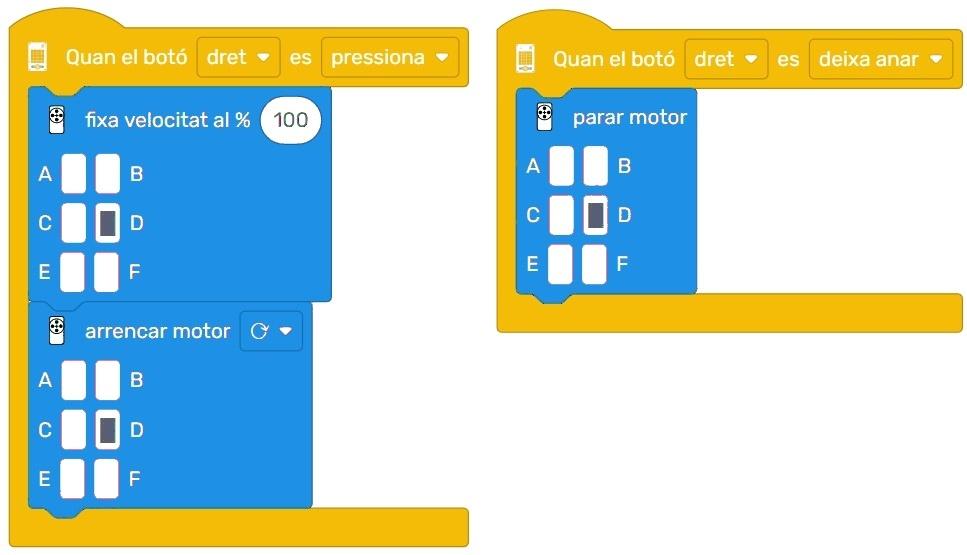 Quan el botó dret es pressiona
fixa velocitat al % 100
A B
C D
E F
arrencar motor
A B
C D
E F
Quan el botó dret es deixa anar
parar motor
A B
C D
E F